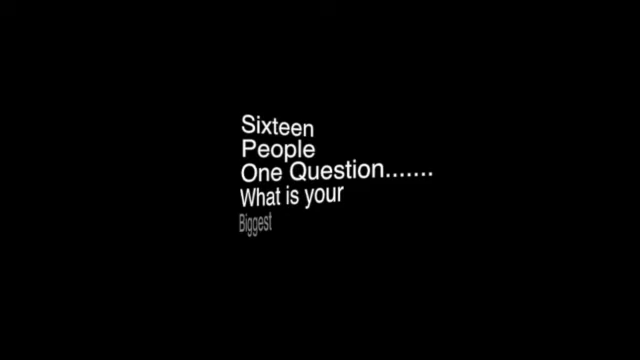 Sixteen
People
One Question.......
What is your
Biggest